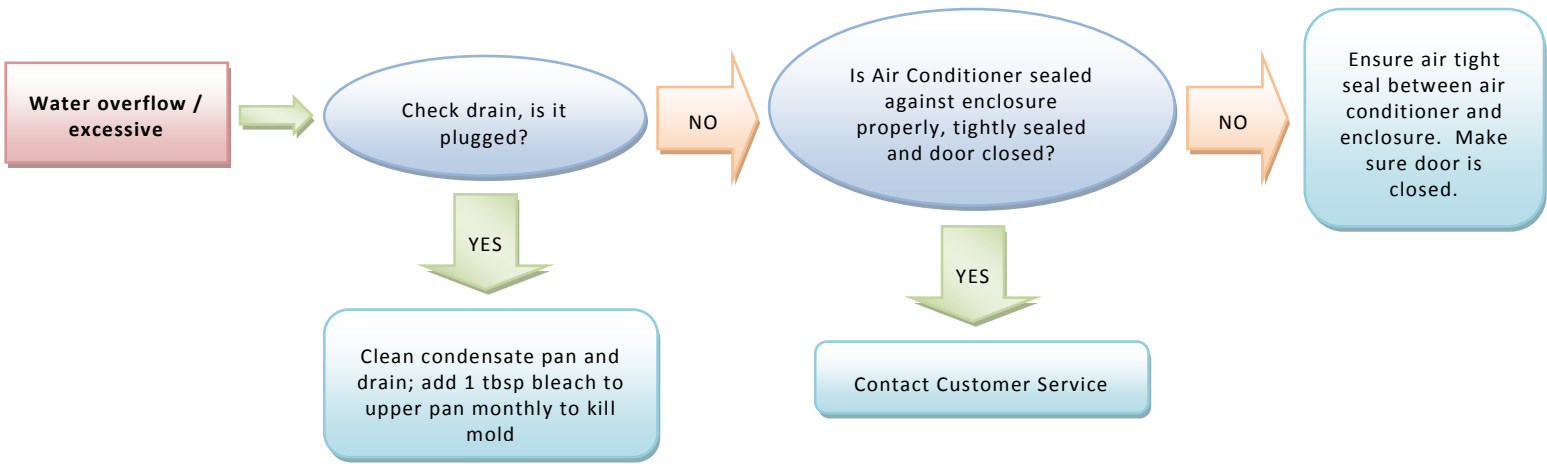 Water overflow /
excessive
Check drain, is it
plugged?
NO
Is Air Conditioner sealed
against enclosure
properly, tightly sealed
and door closed?
NO
Ensure air tight
seal between air
conditioner and
enclosure.  Make
sure door is
closed.
YES
YES
Clean condensate pan and
drain; add 1 tbsp bleach to
upper pan monthly to kill
mold
Contact Customer Service